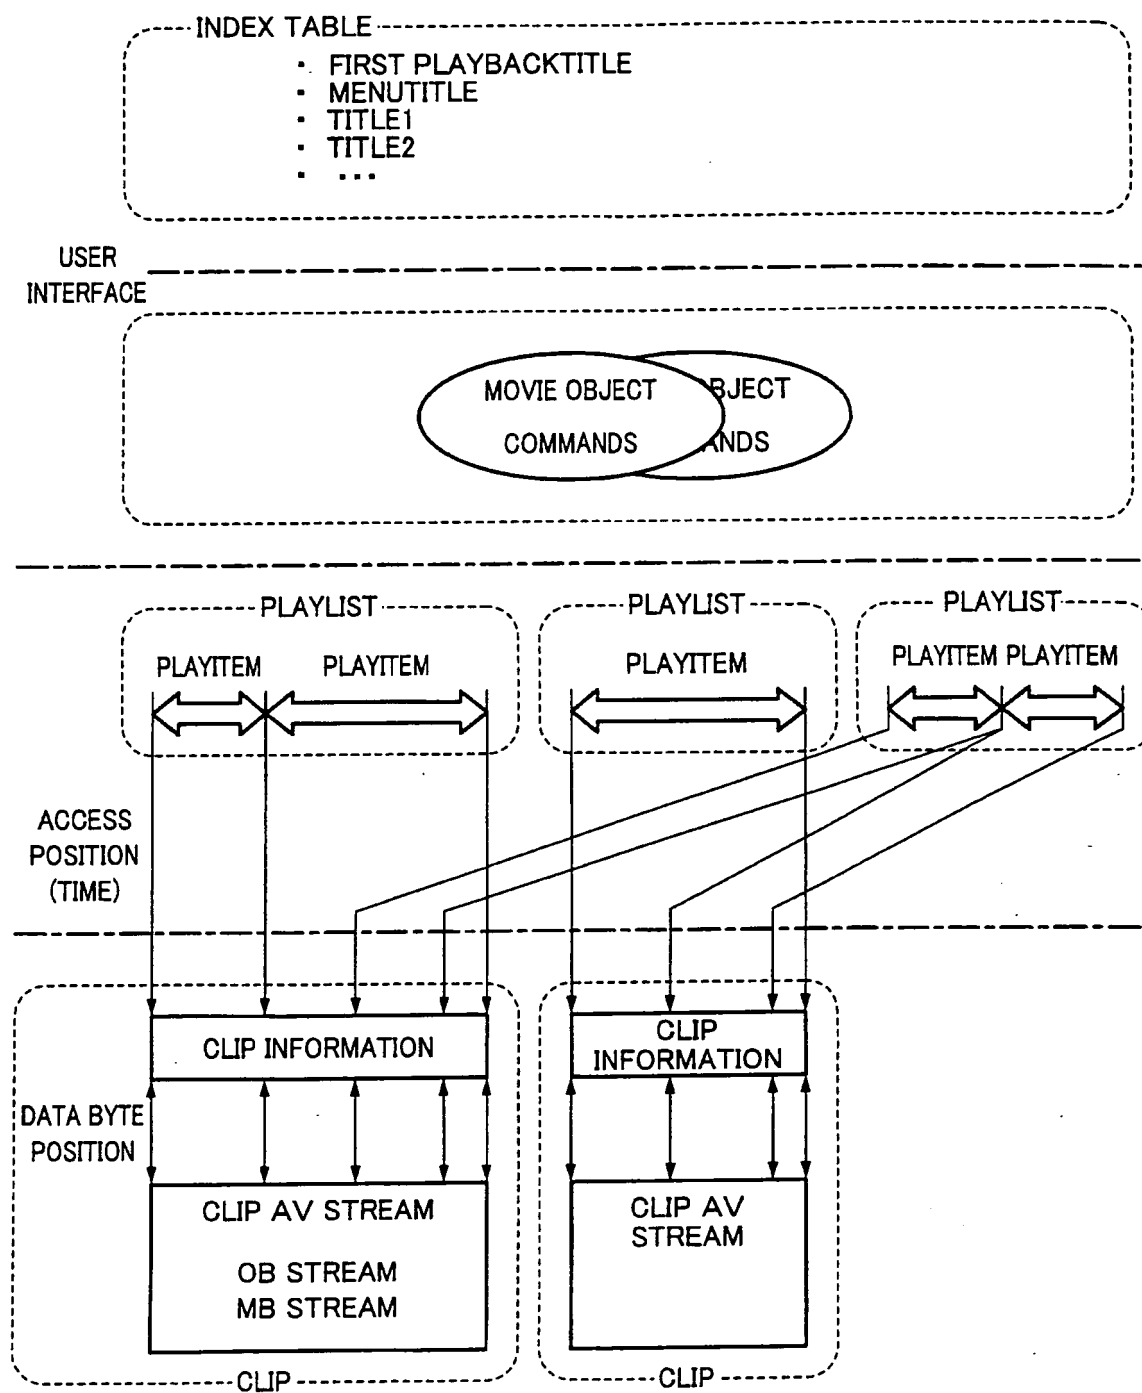 INDEX TABLE
· FIRST PLAYBACKTITLE
· MENUTITLE
· TITLE1
· TITLE2
· ...
USER
INTERFACE
MOVIE OBJECT
COMMANDS
BJECT
ANDS
PLAYLIST
PLAYITEM
PLAYITEM
PLAYLIST
PLAYITEM
PLAYLIST
PLAYITEM PLAYITEM
ACCESS
POSITION
(TIME)
CLIP INFORMATION
CLIP
INFORMATION
DATA BYTE
POSITION
CLIP AV STREAM
OB STREAM
MB STREAM
CLIP AV
STREAM
CLIP
CLIP